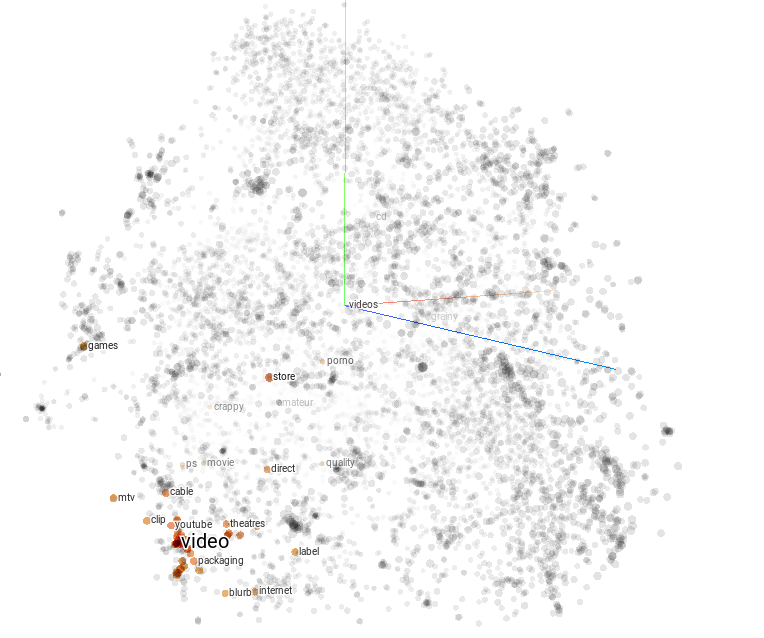 cd
videos
grainy
games
porno
store
crappy
amateur
ps
movie
quality
direct
cable
mtv
clip
youtube
theatres
video
label
packaging
blurb
internet